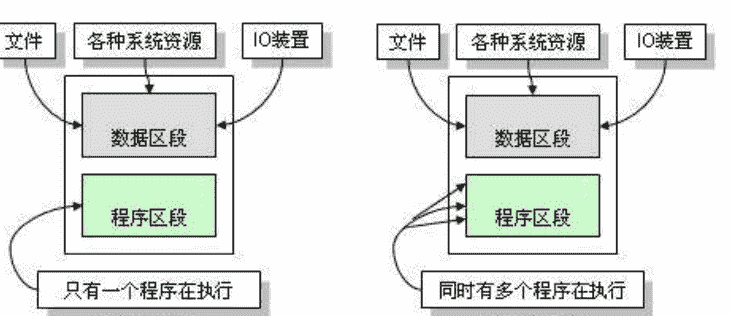 文件
各种系统资源
IO装置
数据区段
程序区段
只有一个程序在执行
文件
各种系统资源
IO装置
数据区段
程序区段
同时有多个程序在执行